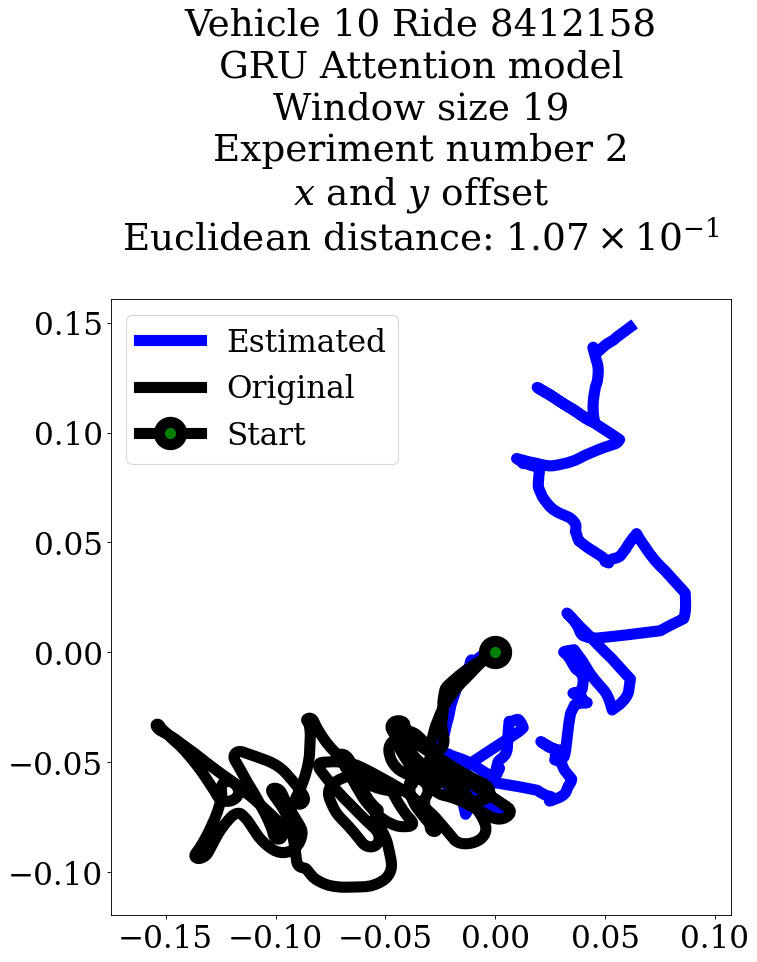 Vehicle 10 Ride 8412158
GRU Attention model
Window size 19
Experiment number 2
x and y offset
Euclidean distance: 1.07 × 10⁻¹
Estimated
Original
Start
0.15
0.10
0.05
0.00
−0.05
−0.10
−0.15 −0.10 −0.05 0.00 0.05 0.10